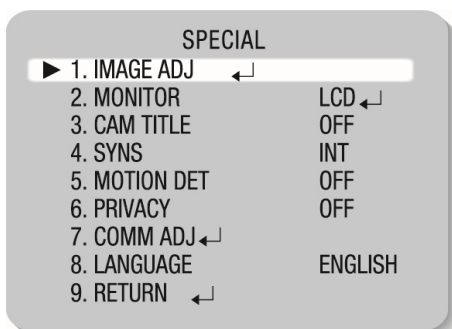 SPECIAL
► 1. IMAGE ADJ ↵
2. MONITOR LCD ↵
3. CAM TITLE OFF
4. SYNS INT
5. MOTION DET OFF
6. PRIVACY OFF
7. COMM ADJ ↵
8. LANGUAGE ENGLISH
9. RETURN ↵